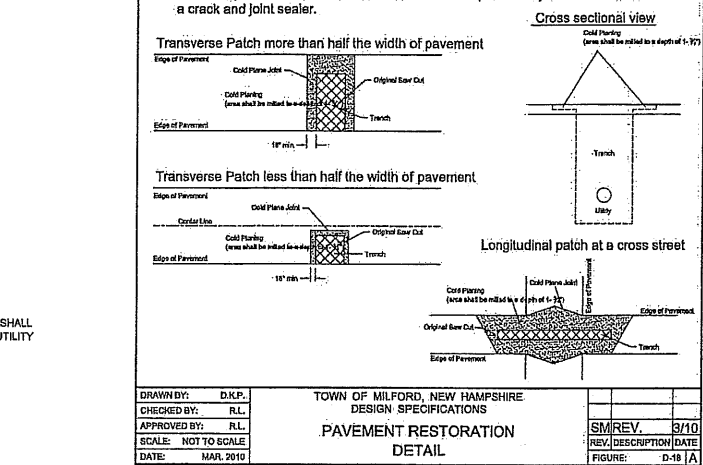 a crack and joint sealer.
Cross sectional view
Cold Planing
(area shall be milled to a depth of 1- ½")
Trench
Utility
Transverse Patch more than half the width of pavement
Edge of Pavement
Cold Plane Joint
Original Saw Cut
Cold Planing
(area shall be milled to a
Trench
Edge of Pavement
18" min.
Transverse Patch less than half the width of pavement
Edge of Pavement
Cold Plane Joint
Center Line
Original Saw Cut
Cold Planing
(area shall be milled to a
Trench
Edge of Pavement
18" min
Longitudinal patch at a cross street
Cold Plane Joint
Cold Planing
(area shall be milled to a depth of 1-
Edge of Pavement
Edge of Pavement
Original Saw Cut
Trench
Edge of Pavement
SHALL
UTILITY
DRAWN BY: D.K.P.
CHECKED BY: R.L.
APPROVED BY: R.L.
SCALE: NOT TO SCALE
DATE: MAR. 2010
TOWN OF MILFORD, NEW HAMPSHIRE
DESIGN SPECIFICATIONS
PAVEMENT RESTORATION
DETAIL
SM REV. 3/10
REV. DESCRIPTION DATE
FIGURE: D-18 A